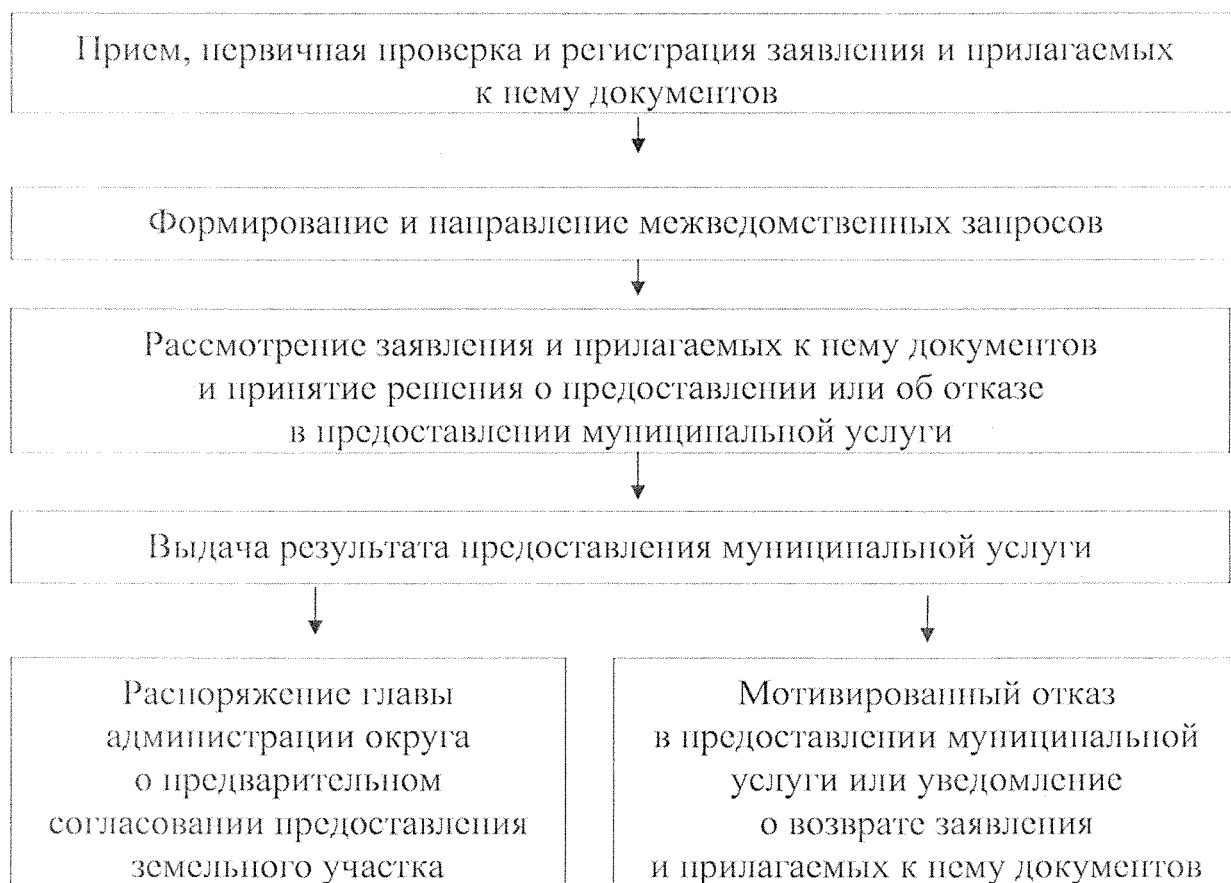 Прием, первичная проверка и регистрация заявления и прилагаемых
к нему документов
Формирование и направление межведомственных запросов
Рассмотрение заявления и прилагаемых к нему документов
и принятие решения о предоставлении или об отказе
в предоставлении муниципальной услуги
Выдача результата предоставления муниципальной услуги
Распоряжение главы
администрации округа
о предварительном
согласовании предоставления
земельного участка
Мотивированный отказ
в предоставлении муниципальной
услуги или уведомление
о возврате заявления
и прилагаемых к нему документов